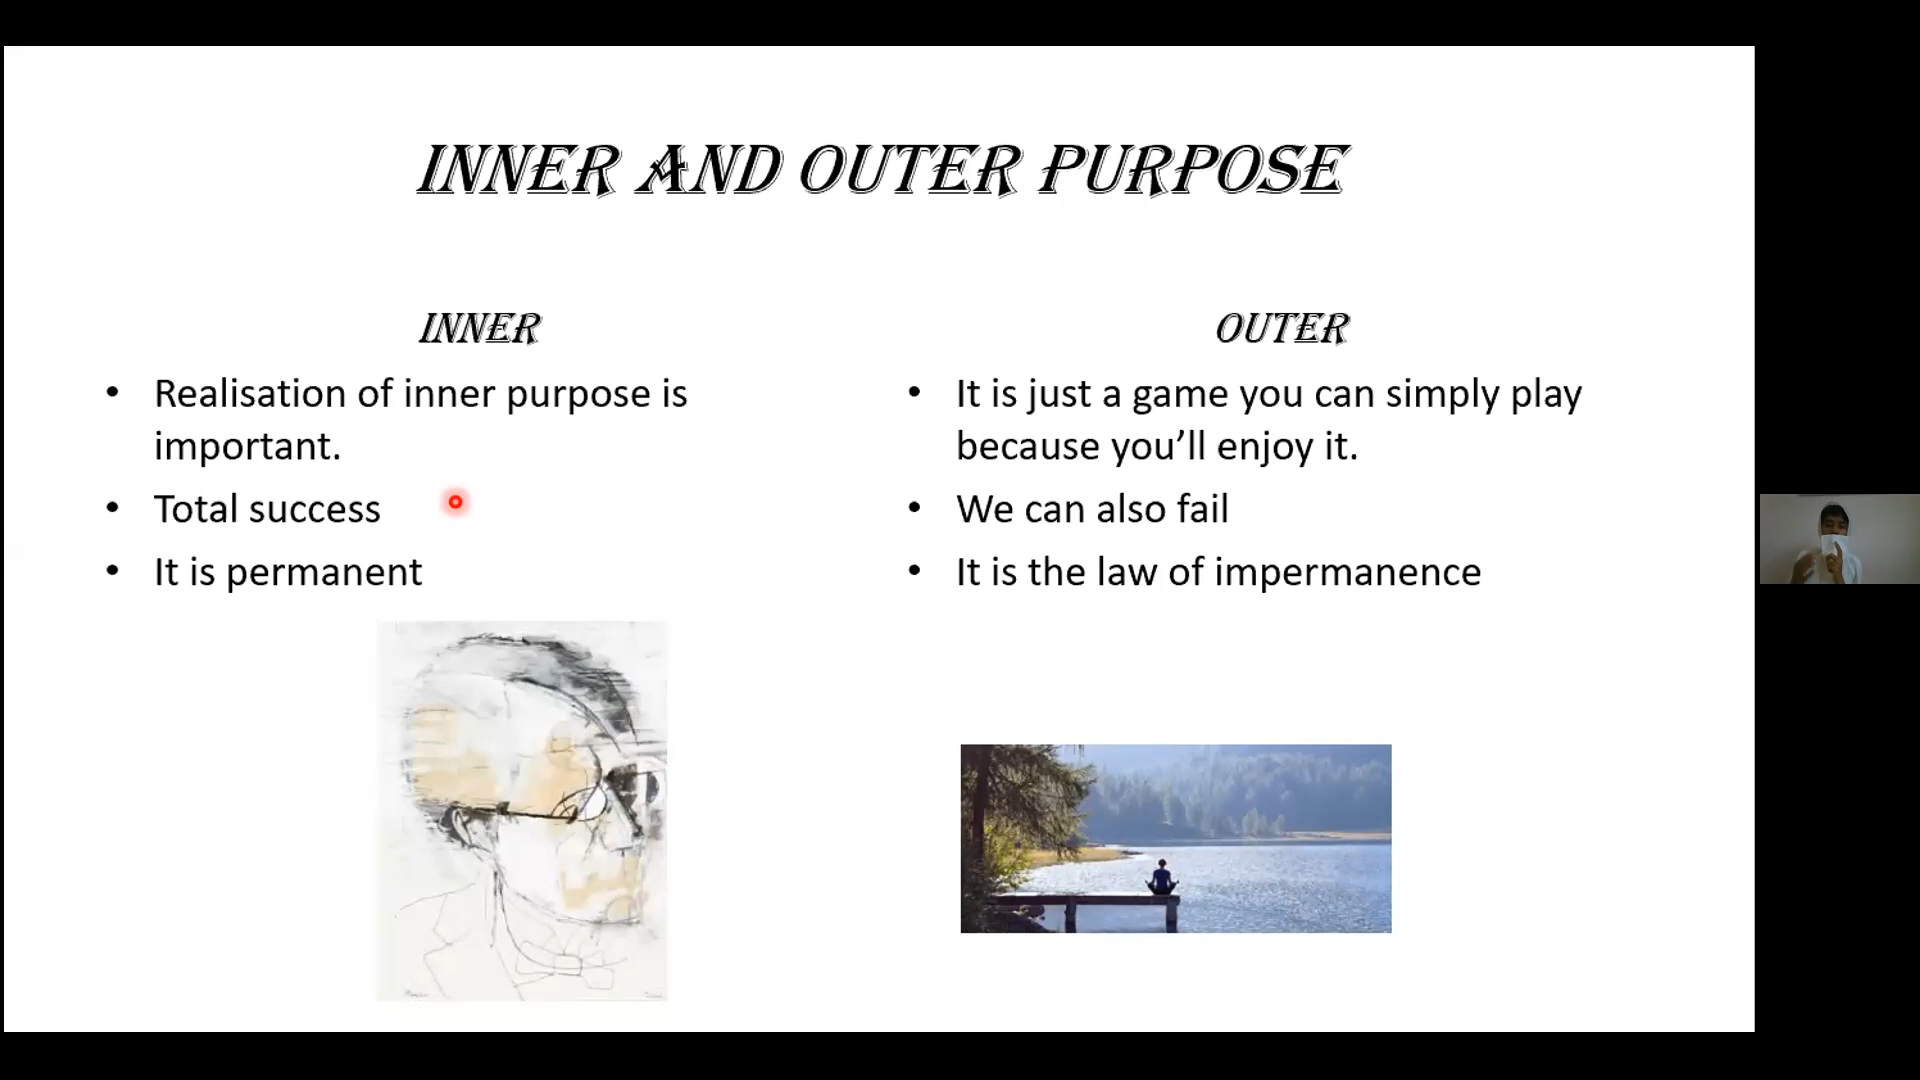 INNER AND OUTER PURPOSE
INNER
Realisation of inner purpose is
important.
Total success
It is permanent
OUTER
It is just a game you can simply play
because you’ll enjoy it.
We can also fail
It is the law of impermanence